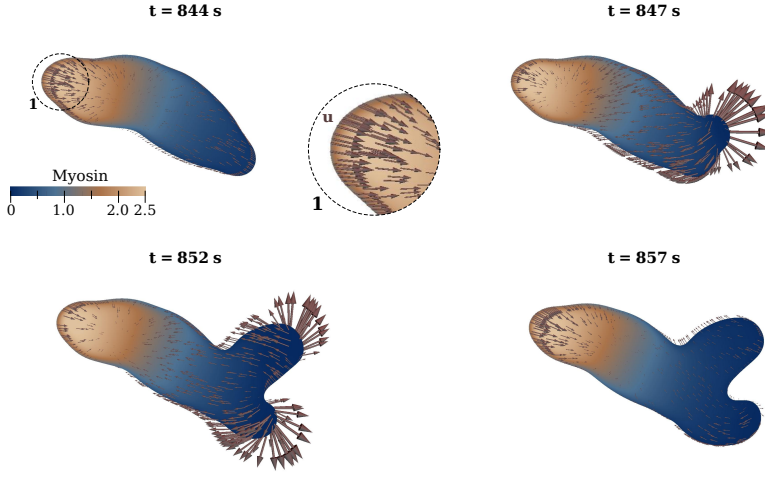 t = 844 s
t = 847 s
1
u
1
Myosin
0 1.0 2.0 2.5
t = 852 s
t = 857 s